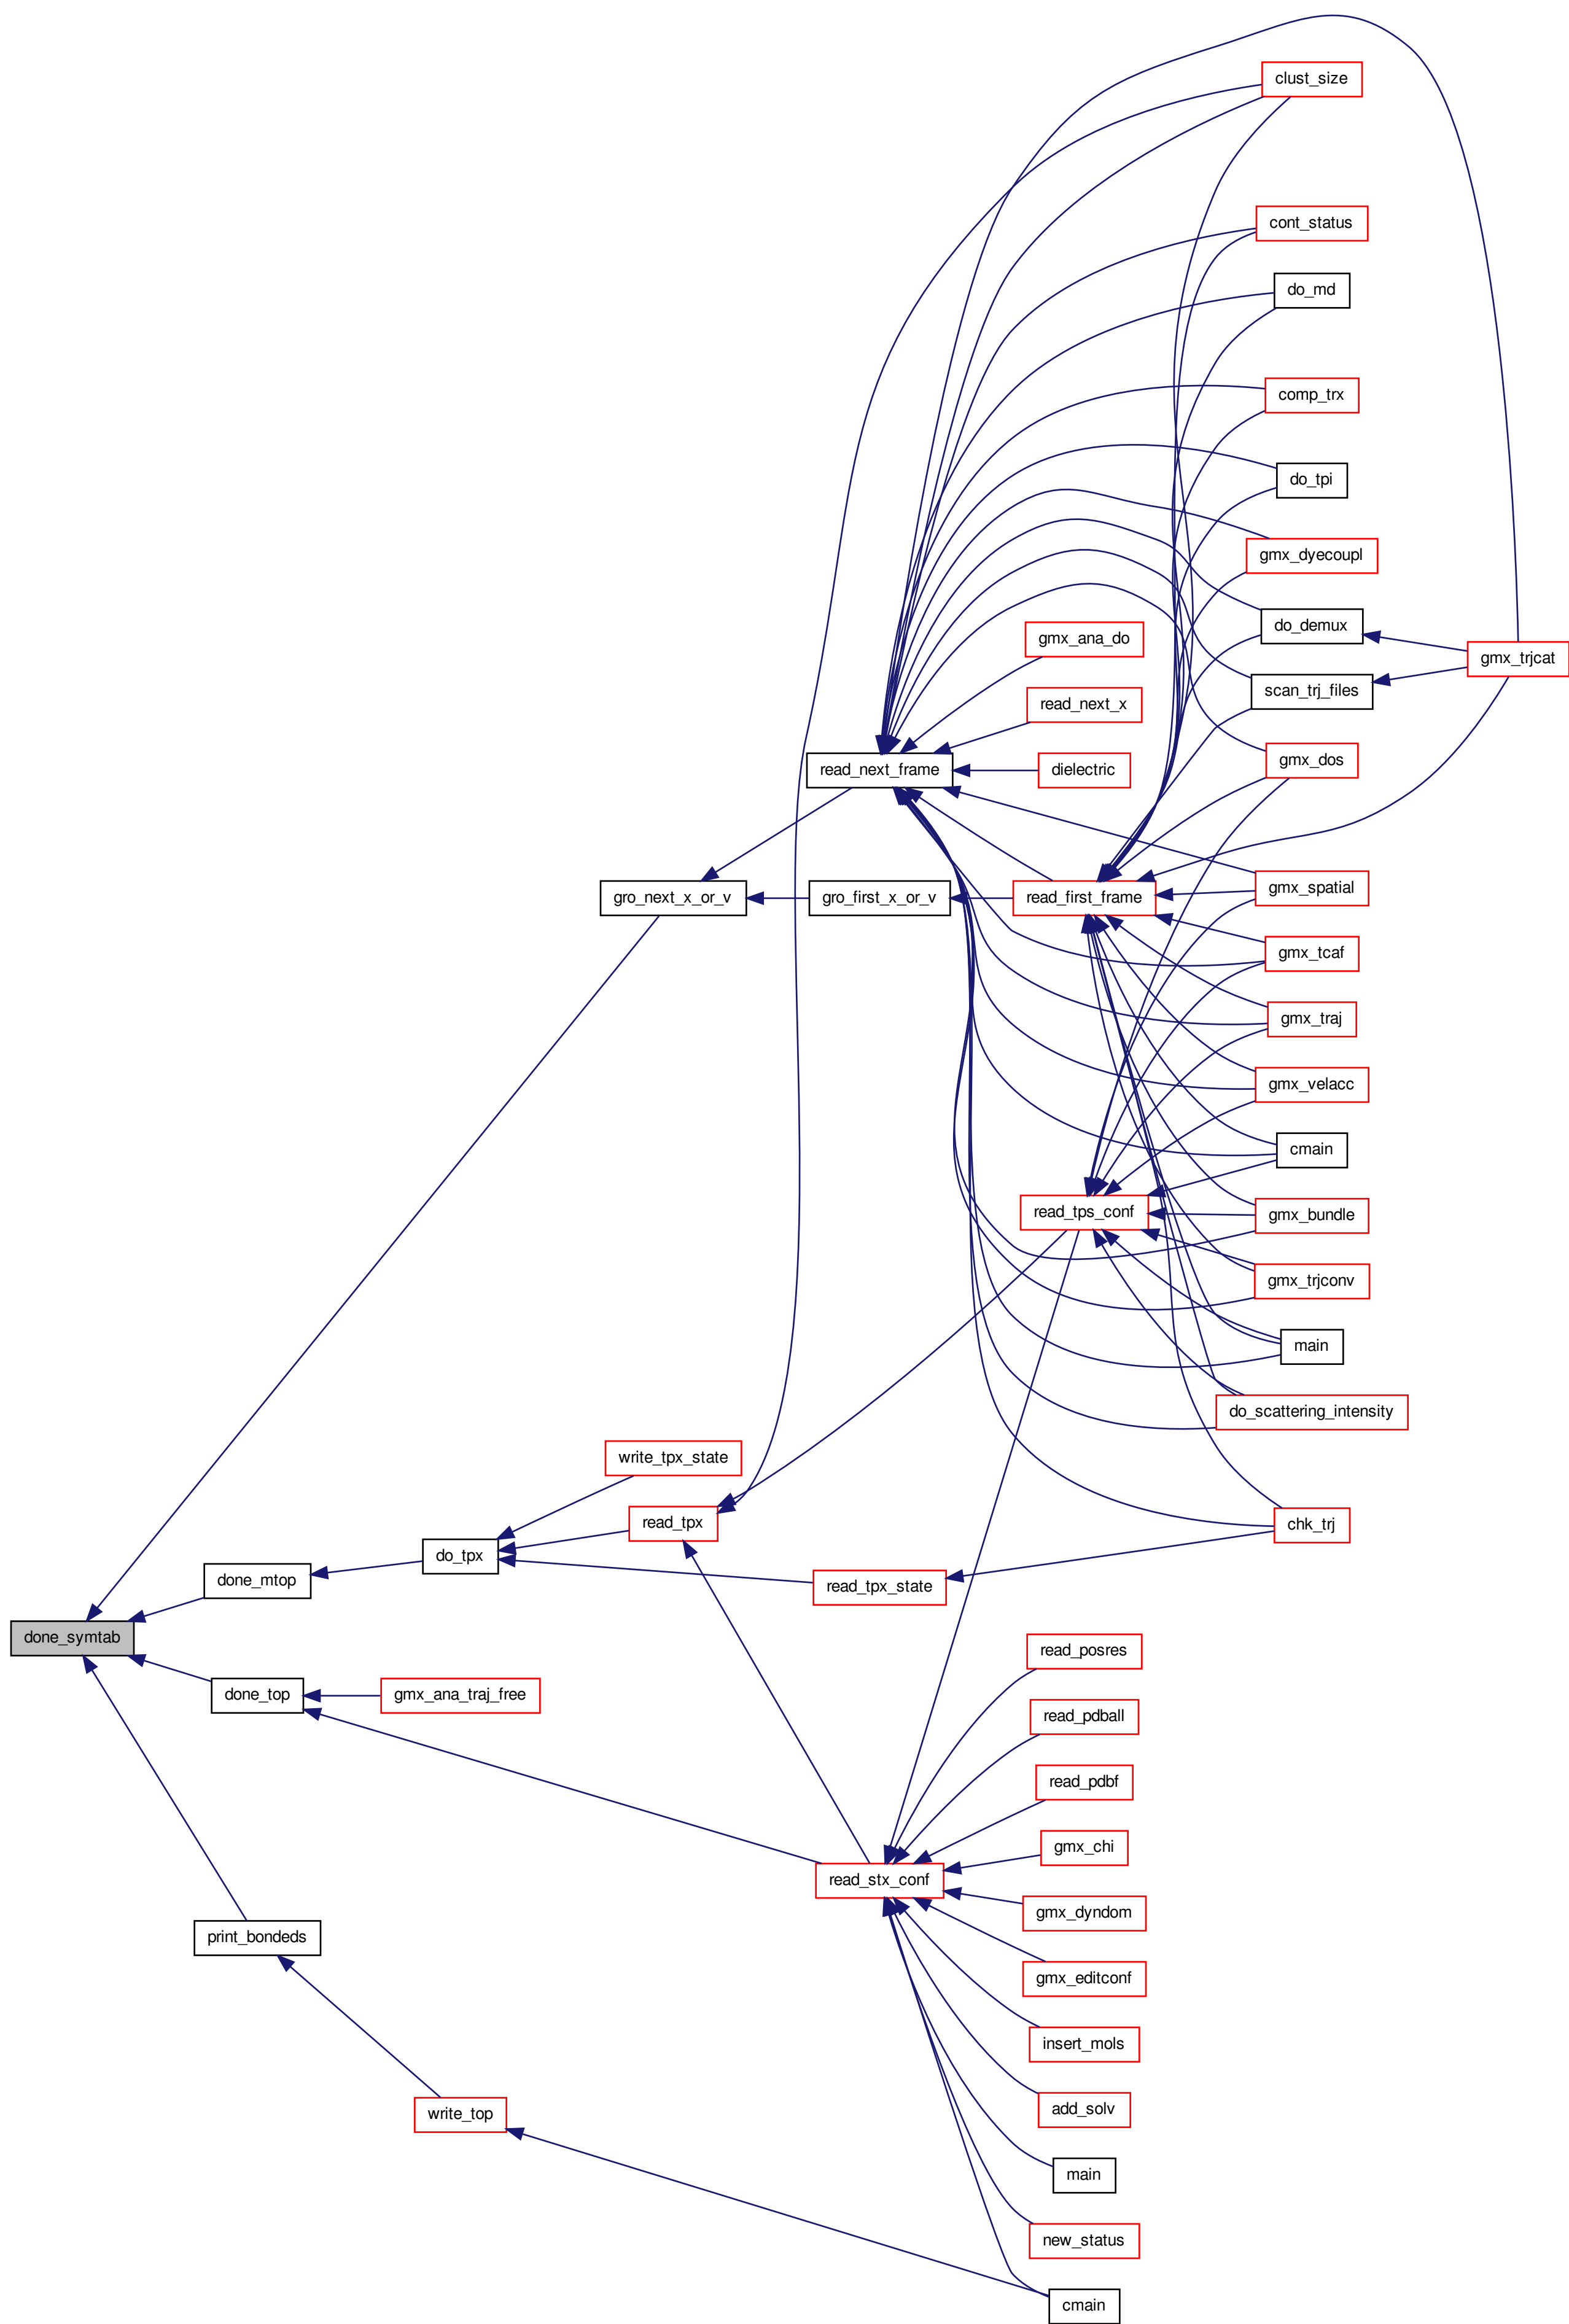 clust_size
cont_status
do_md
comp_trx
do_tpi
gmx_dyecoupl
do_demux
gmx_ana_do
gmx_trjcat
scan_trj_files
read_next_x
gmx_dos
read_next_frame
dielectric
gmx_spatial
gro_next_x_or_v
gro_first_x_or_v
read_first_frame
gmx_tcaf
gmx_traj
gmx_velacc
cmain
read_tps_conf
gmx_bundle
gmx_trjconv
main
do_scattering_intensity
write_tpx_state
read_tpx
chk_trj
do_tpx
done_mtop
read_tpx_state
done_symtab
read_posres
done_top
gmx_ana_traj_free
read_pdball
read_pdbf
gmx_chi
read_stx_conf
gmx_dyndom
print_bondeds
gmx_editconf
insert_mols
write_top
add_solv
main
new_status
cmain